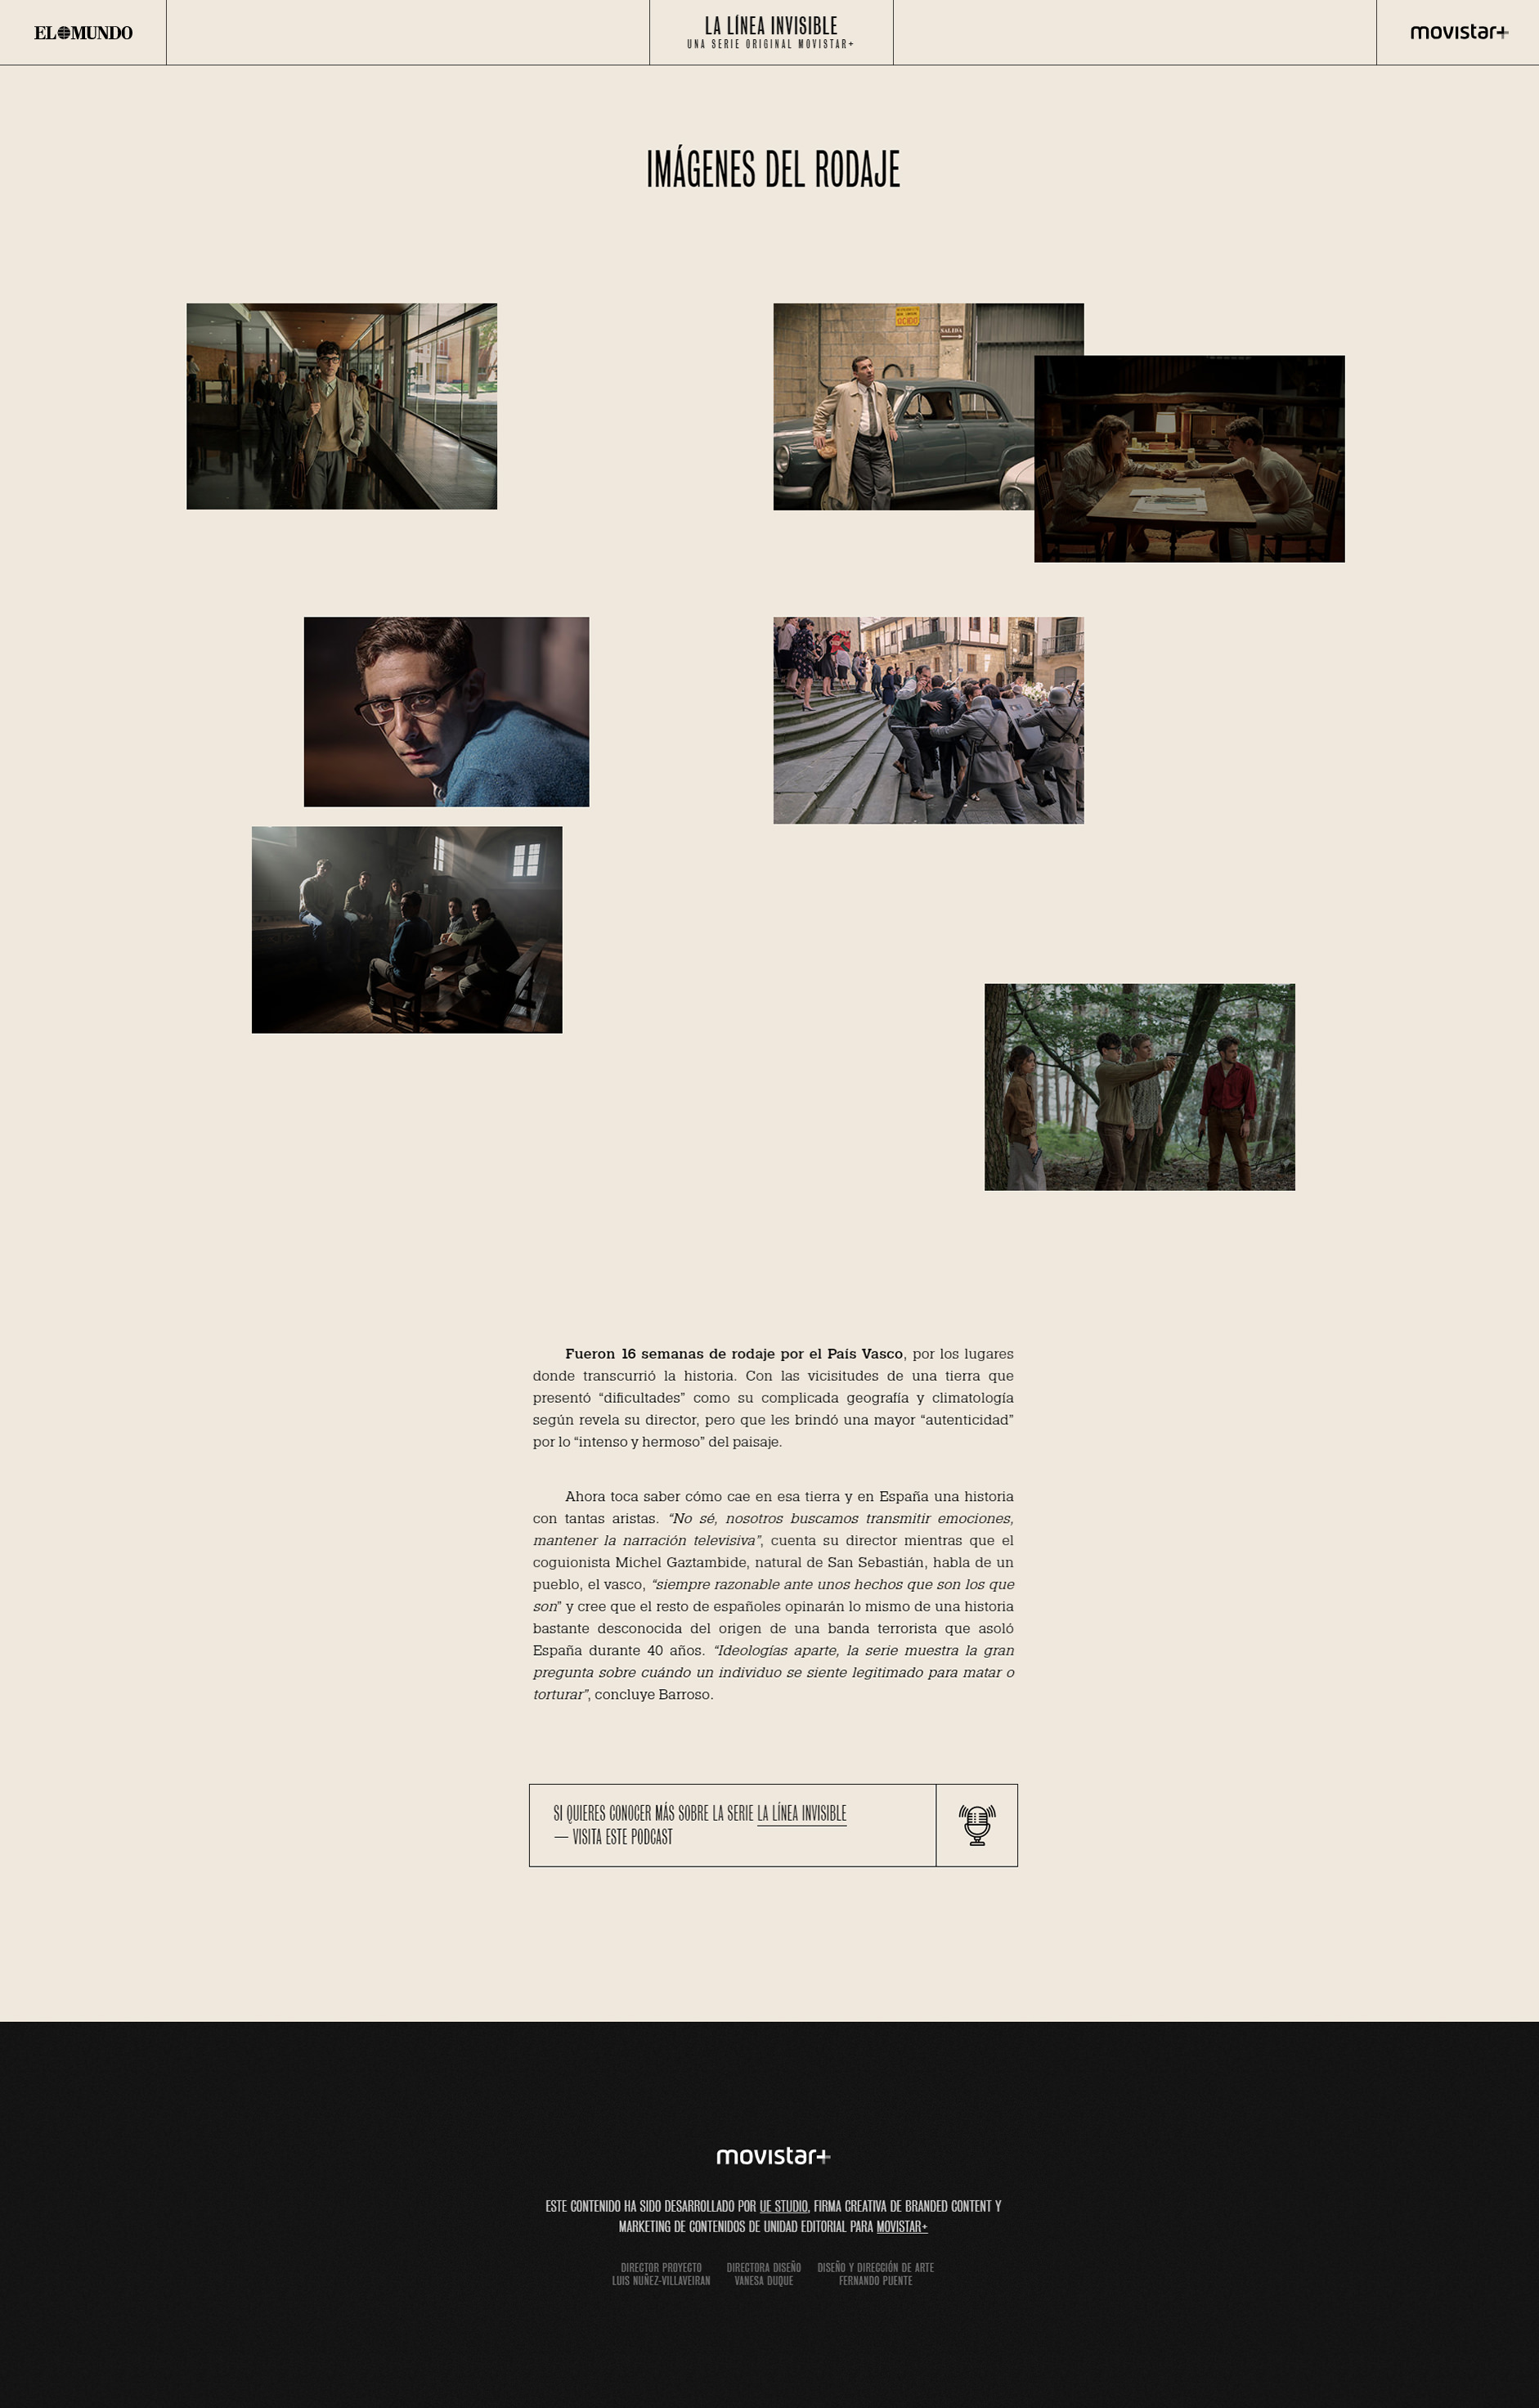 EL MUNDO
LA LÍNEA INVISIBLE
UNA SERIE ORIGINAL MOVISTAR+
movistar+
IMÁGENES DEL RODAJE
OCIDO
SALIDA
Fueron 16 semanas de rodaje por el País Vasco, por los lugares
donde transcurrió la historia. Con las vicisitudes de una tierra que
presentó “dificultades” como su complicada geografía y climatología
según revela su director, pero que les brindó una mayor “autenticidad”
por lo “intenso y hermoso” del paisaje.
Ahora toca saber cómo cae en esa tierra y en España una historia
con tantas aristas. “No sé, nosotros buscamos transmitir emociones,
mantener la narración televisiva”, cuenta su director mientras que el
coguionista Michel Gaztambide, natural de San Sebastián, habla de un
pueblo, el vasco, “siempre razonable ante unos hechos que son los que
son” y cree que el resto de españoles opinarán lo mismo de una historia
bastante desconocida del origen de una banda terrorista que asoló
España durante 40 años. “Ideologías aparte, la serie muestra la gran
pregunta sobre cuándo un individuo se siente legitimado para matar o
torturar”, concluye Barroso.
SI QUIERES CONOCER MÁS SOBRE LA SERIE LA LÍNEA INVISIBLE
— VISITA ESTE PODCAST
movistar+
ESTE CONTENIDO HA SIDO DESARROLLADO POR UE STUDIO, FIRMA CREATIVA DE BRANDED CONTENT Y
MARKETING DE CONTENIDOS DE UNIDAD EDITORIAL PARA MOVISTAR+
DIRECTOR PROYECTO
LUIS NUÑEZ-VILLAVEIRAN
DIRECTORA DISEÑO
VANESA DUQUE
DISEÑO Y DIRECCIÓN DE ARTE
FERNANDO PUENTE